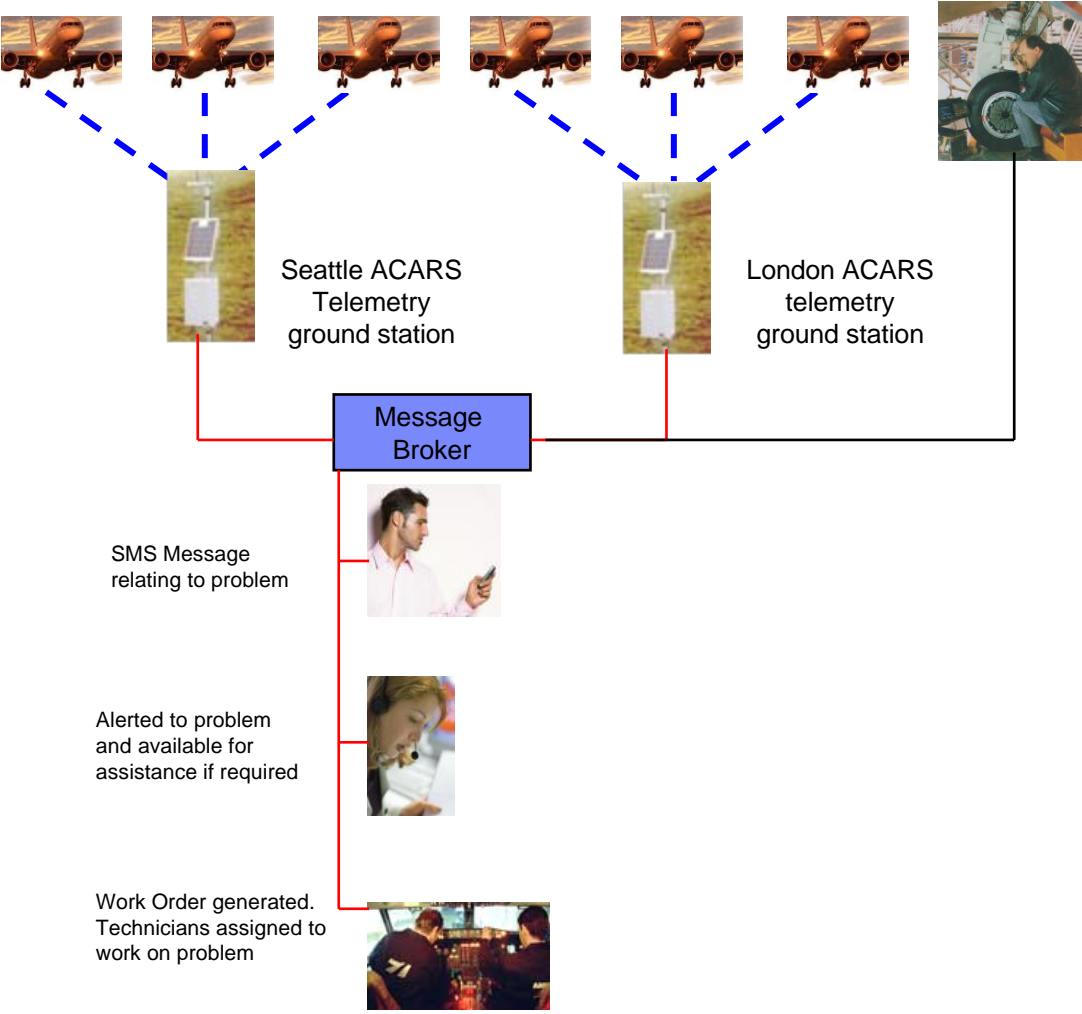 Seattle ACARS
Telemetry
ground station
London ACARS
telemetry
ground station
Message
Broker
SMS Message
relating to problem
Alerted to problem
and available for
assistance if required
Work Order generated.
Technicians assigned to
work on problem